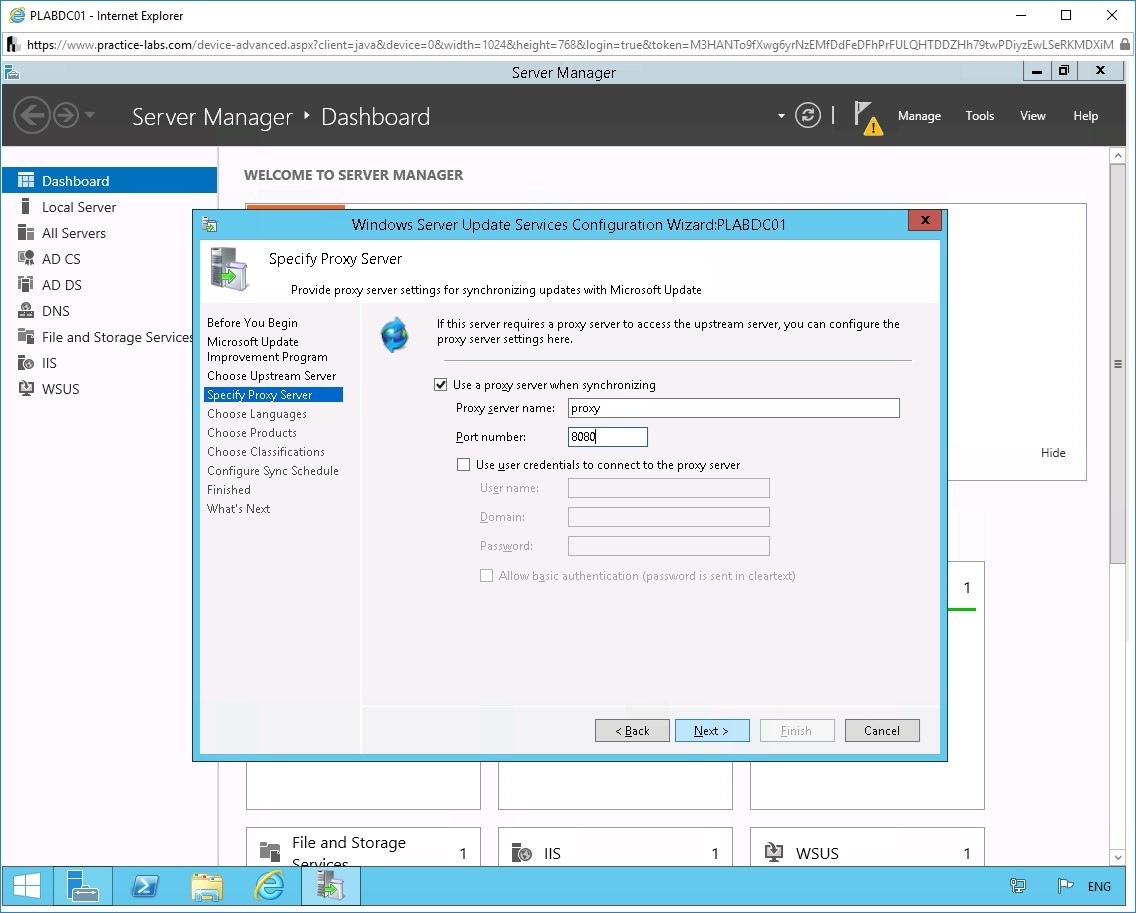 PLABDC01 - Internet Explorer
https://www.practice-labs.com/device-advanced.aspx?client=java&device=0&width=1024&height=768&login=true&token=M3HANTo9fXwg6yrNzEMfDdFeDFhPrFULQHTDDZHh79twPDiyzEwLSeRKMDXiM
Server Manager
Server Manager ‣ Dashboard
Manage
Tools
View
Help
Dashboard
Local Server
All Servers
AD CS
AD DS
DNS
File and Storage Services
IIS
WSUS
WELCOME TO SERVER MANAGER
Windows Server Update Services Configuration Wizard:PLABDC01
Specify Proxy Server
Provide proxy server settings for synchronizing updates with Microsoft Update
Before You Begin
Microsoft Update
Improvement Program
Choose Upstream Server
Specify Proxy Server
Choose Languages
Choose Products
Choose Classifications
Configure Sync Schedule
Finished
What's Next
If this server requires a proxy server to access the upstream server, you can configure the
proxy server settings here.
Use a proxy server when synchronizing
Proxy server name: proxy
Port number: 8080
Use user credentials to connect to the proxy server
User name:
Domain:
Password:
Allow basic authentication (password is sent in cleartext)
< Back
Next >
Finish
Cancel
Hide
1
File and Storage
Services
1
IIS
1
WSUS
1
ENG